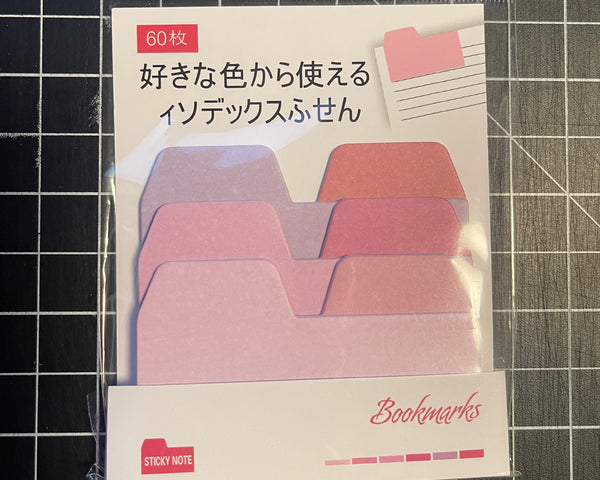 60枚
好きな色から使える
ィソデックスふせん
Bookmarks
STICKY NOTE